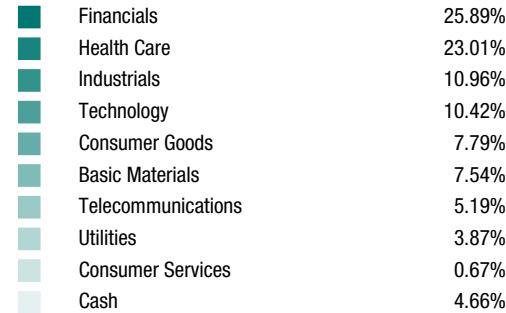 Financials 25.89%
Health Care 23.01%
Industrials 10.96%
Technology 10.42%
Consumer Goods 7.79%
Basic Materials 7.54%
Telecommunications 5.19%
Utilities 3.87%
Consumer Services 0.67%
Cash 4.66%